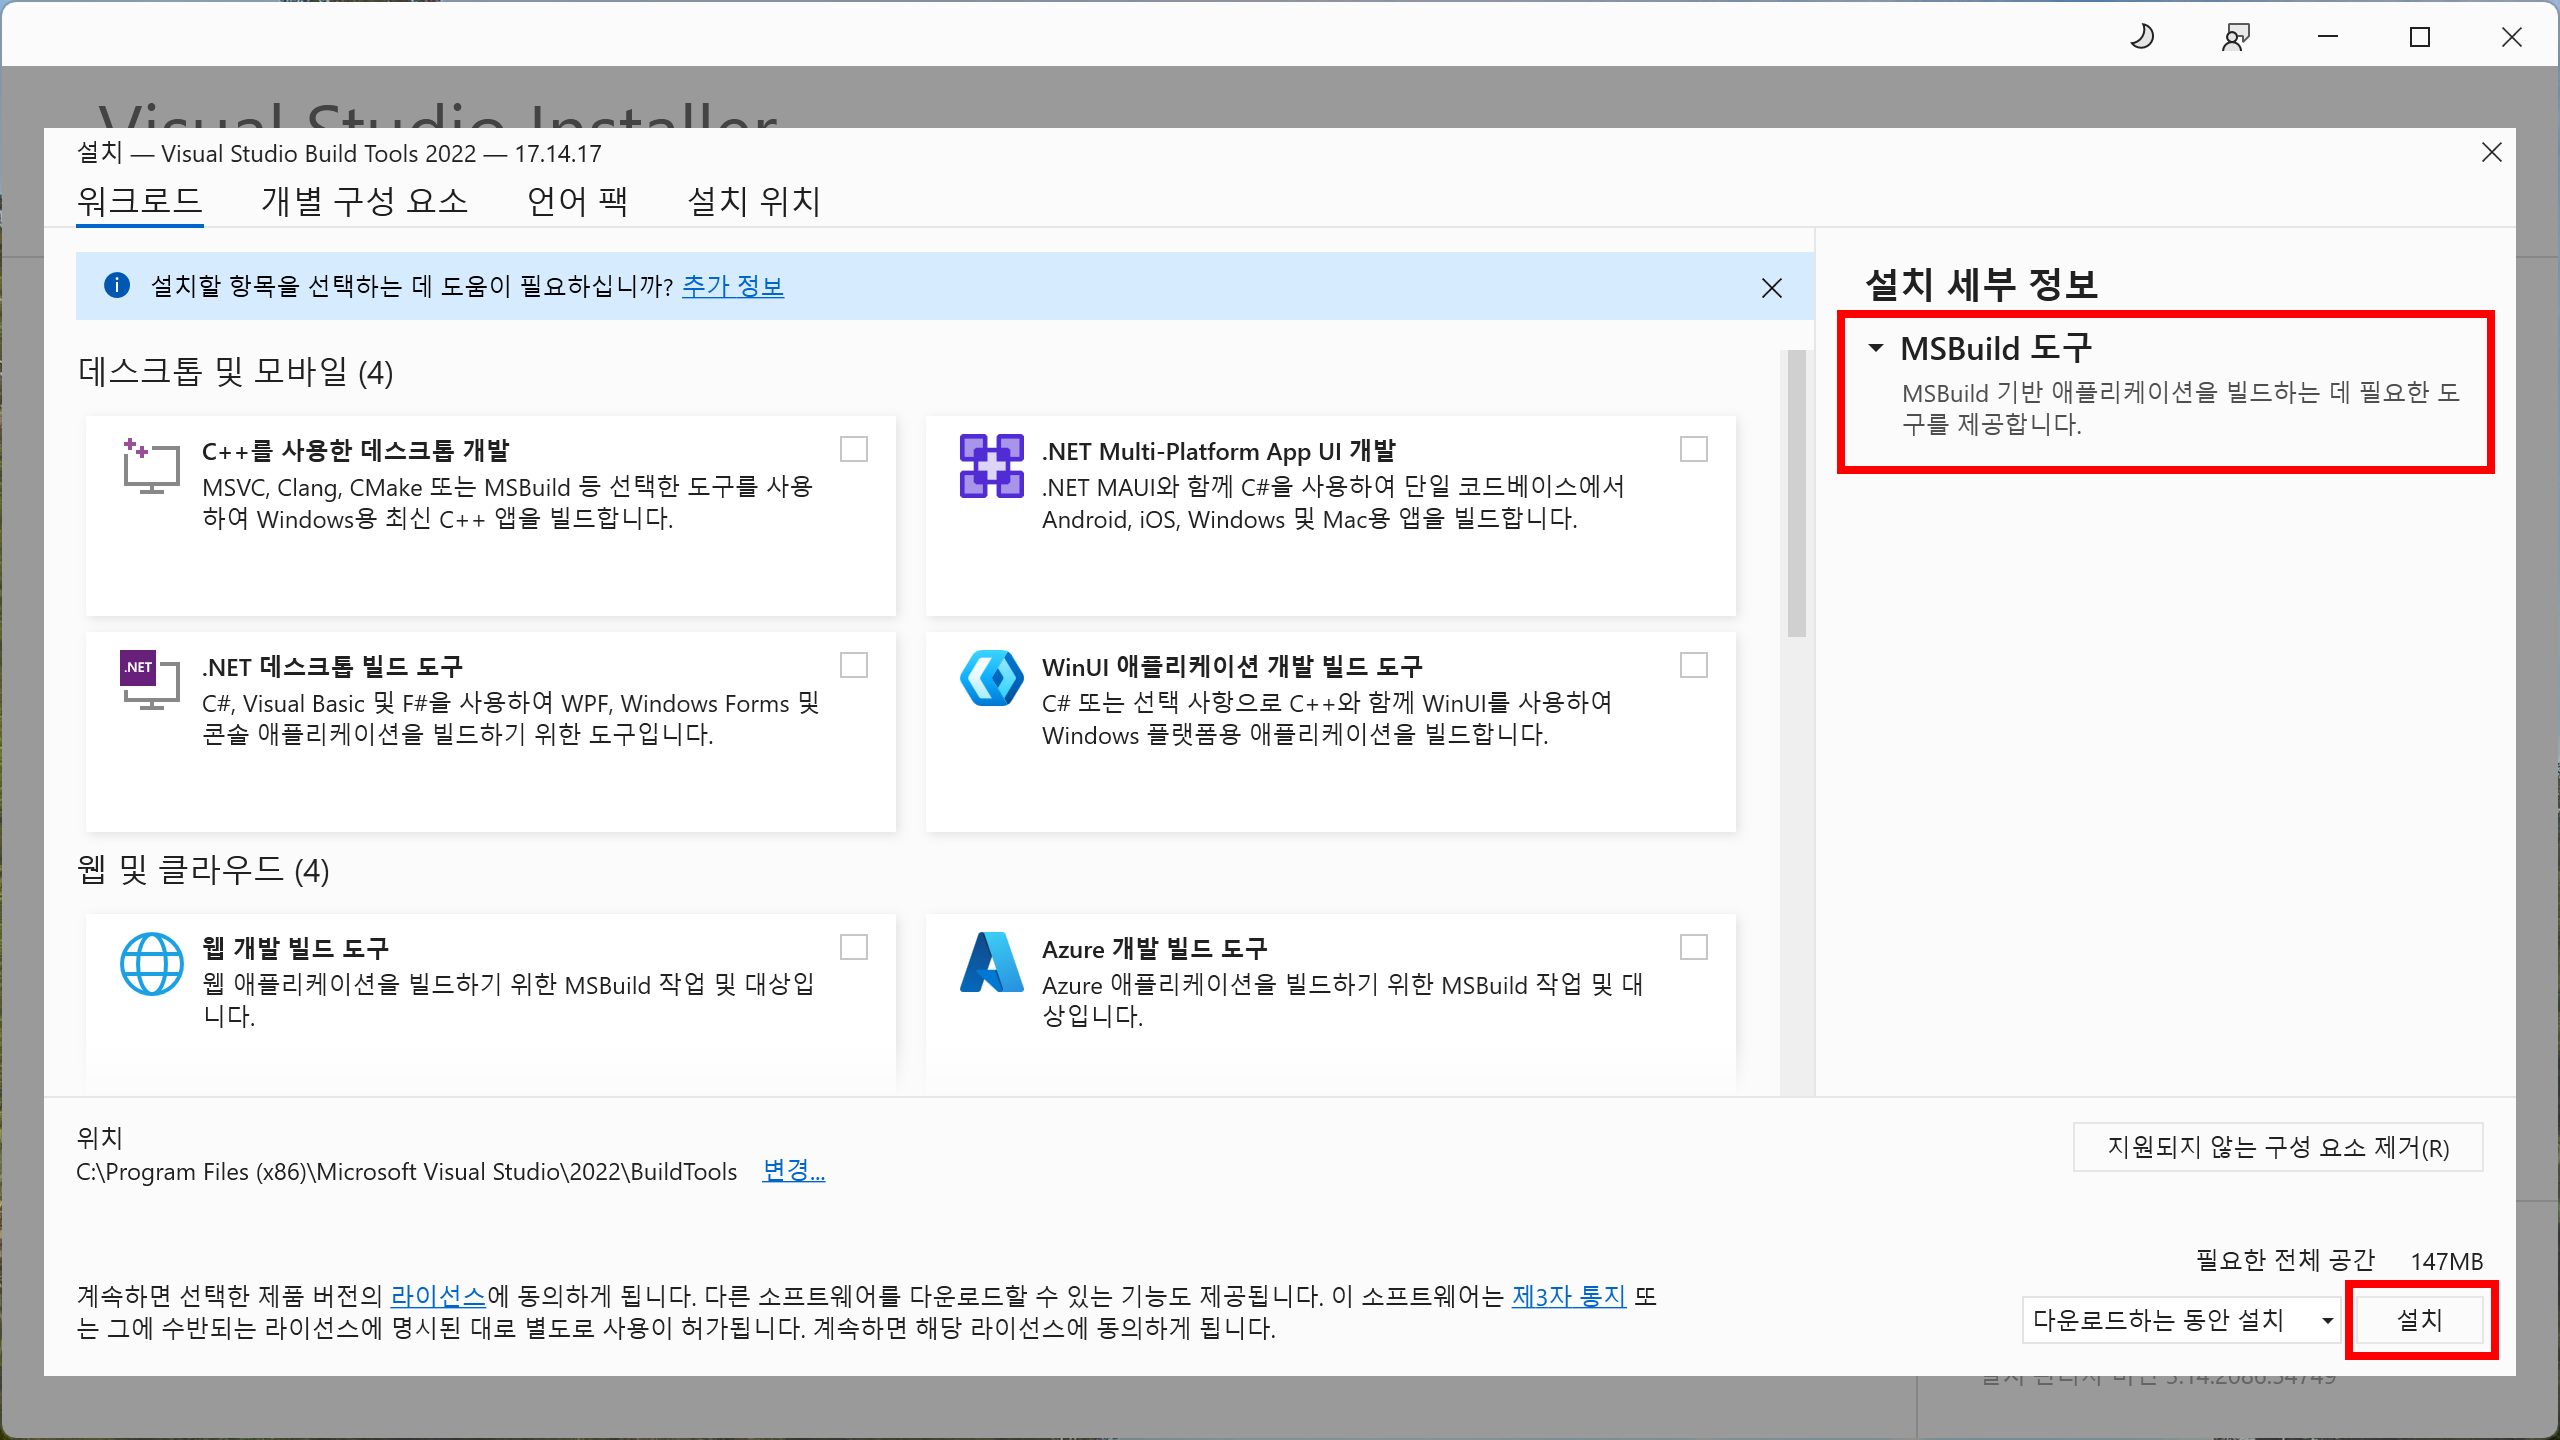 Visual Studio Installer
설치 — Visual Studio Build Tools 2022 — 17.14.17
워크로드 개별 구성 요소 언어 팩 설치 위치
설치할 항목을 선택하는 데 도움이 필요하십니까? 추가 정보
데스크톱 및 모바일 (4)
C++를 사용한 데스크톱 개발
MSVC, Clang, CMake 또는 MSBuild 등 선택한 도구를 사용
하여 Windows용 최신 C++ 앱을 빌드합니다.
.NET Multi-Platform App UI 개발
.NET MAUI와 함께 C#을 사용하여 단일 코드베이스에서
Android, iOS, Windows 및 Mac용 앱을 빌드합니다.
.NET
.NET 데스크톱 빌드 도구
C#, Visual Basic 및 F#을 사용하여 WPF, Windows Forms 및
콘솔 애플리케이션을 빌드하기 위한 도구입니다.
WinUI 애플리케이션 개발 빌드 도구
C# 또는 선택 사항으로 C++와 함께 WinUI를 사용하여
Windows 플랫폼용 애플리케이션을 빌드합니다.
웹 및 클라우드 (4)
웹 개발 빌드 도구
웹 애플리케이션을 빌드하기 위한 MSBuild 작업 및 대상입
니다.
Azure 개발 빌드 도구
Azure 애플리케이션을 빌드하기 위한 MSBuild 작업 및 대
상입니다.
설치 세부 정보
MSBuild 도구
MSBuild 기반 애플리케이션을 빌드하는 데 필요한 도
구를 제공합니다.
위치
C:\Program Files (x86)\Microsoft Visual Studio\2022\BuildTools 변경...
지원되지 않는 구성 요소 제거(R)
필요한 전체 공간 147MB
계속하면 선택한 제품 버전의 라이선스에 동의하게 됩니다. 다른 소프트웨어를 다운로드할 수 있는 기능도 제공됩니다. 이 소프트웨어는 제3자 통지 또
는 그에 수반되는 라이선스에 명시된 대로 별도로 사용이 허가됩니다. 계속하면 해당 라이선스에 동의하게 됩니다.
다운로드하는 동안 설치 설치
설치 관리자 버전 3.14.2086.54749